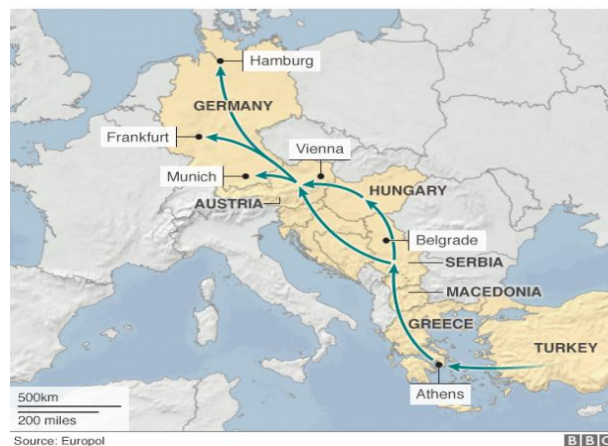 Hamburg
GERMANY
Frankfurt
Vienna
Munich
HUNGARY
AUSTRIA
Belgrade
SERBIA
MACEDONIA
GREECE
TURKEY
Athens
500km
200 miles
Source: Europol
BBC